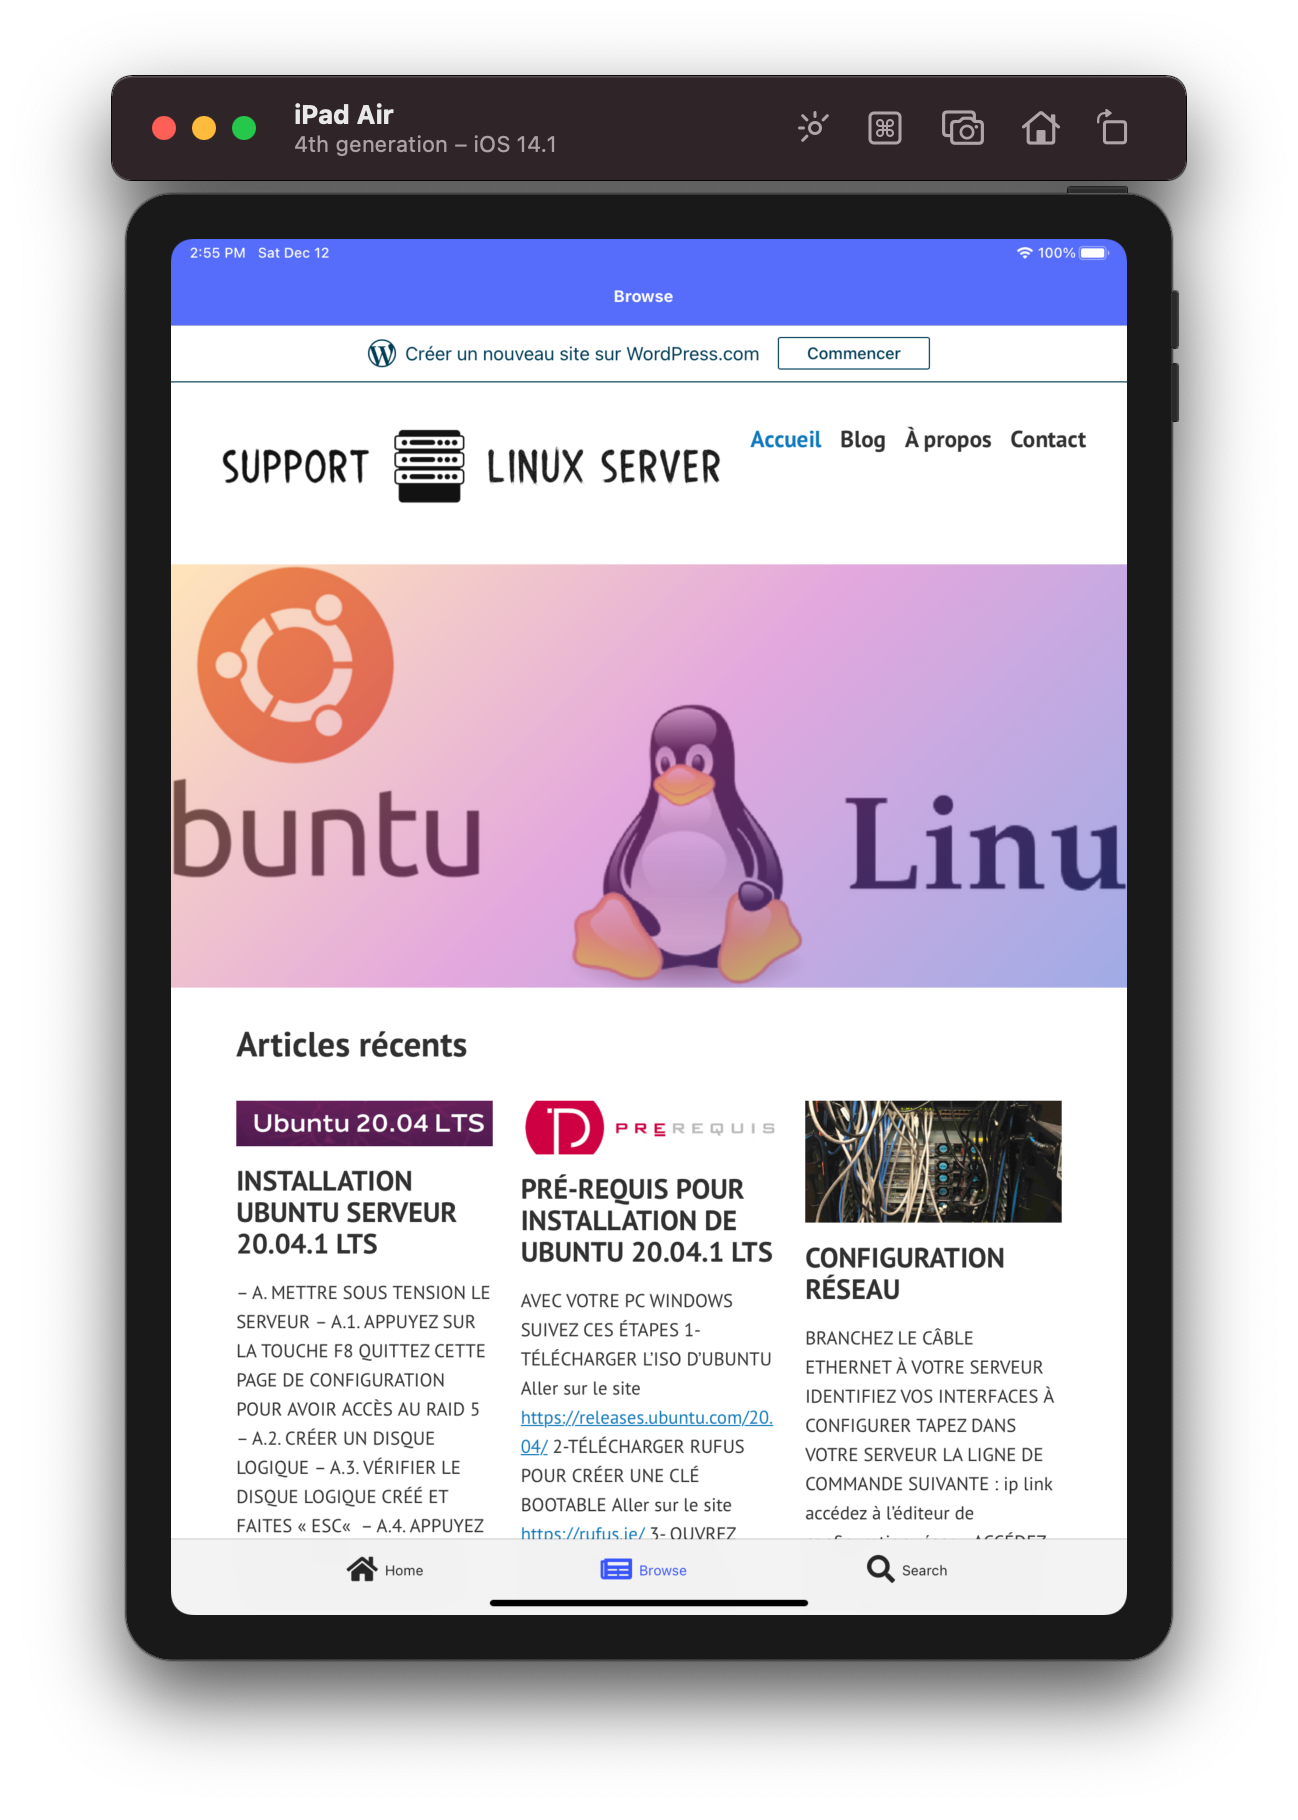 iPad Air
4th generation – iOS 14.1
2:55 PM Sat Dec 12
100%
Browse
Créer un nouveau site sur WordPress.com
Commencer
SUPPORT LINUX SERVER
Accueil Blog À propos Contact
buntu
Linu
Articles récents
Ubuntu 20.04 LTS
INSTALLATION
UBUNTU SERVEUR
20.04.1 LTS
– A. METTRE SOUS TENSION LE
SERVEUR – A.1. APPUYEZ SUR
LA TOUCHE F8 QUITTEZ CETTE
PAGE DE CONFIGURATION
POUR AVOIR ACCÈS AU RAID 5
– A.2. CRÉER UN DISQUE
LOGIQUE – A.3. VÉRIFIER LE
DISQUE LOGIQUE CRÉÉ ET
FAITES « ESC«  – A.4. APPUYEZ
PREREQUIS
PRÉ-REQUIS POUR
INSTALLATION DE
UBUNTU 20.04.1 LTS
AVEC VOTRE PC WINDOWS
SUIVEZ CES ÉTAPES 1-
TÉLÉCHARGER L’ISO D’UBUNTU
Aller sur le site
https://releases.ubuntu.com/20.
04/ 2-TÉLÉCHARGER RUFUS
POUR CRÉER UNE CLÉ
BOOTABLE Aller sur le site
https://rufus.ie/ 3- OUVREZ
CONFIGURATION
RÉSEAU
BRANCHEZ LE CÂBLE
ETHERNET À VOTRE SERVEUR
IDENTIFIEZ VOS INTERFACES À
CONFIGURER TAPEZ DANS
VOTRE SERVEUR LA LIGNE DE
COMMANDE SUIVANTE : ip link
accédez à l’éditeur de
Home
Browse
Search